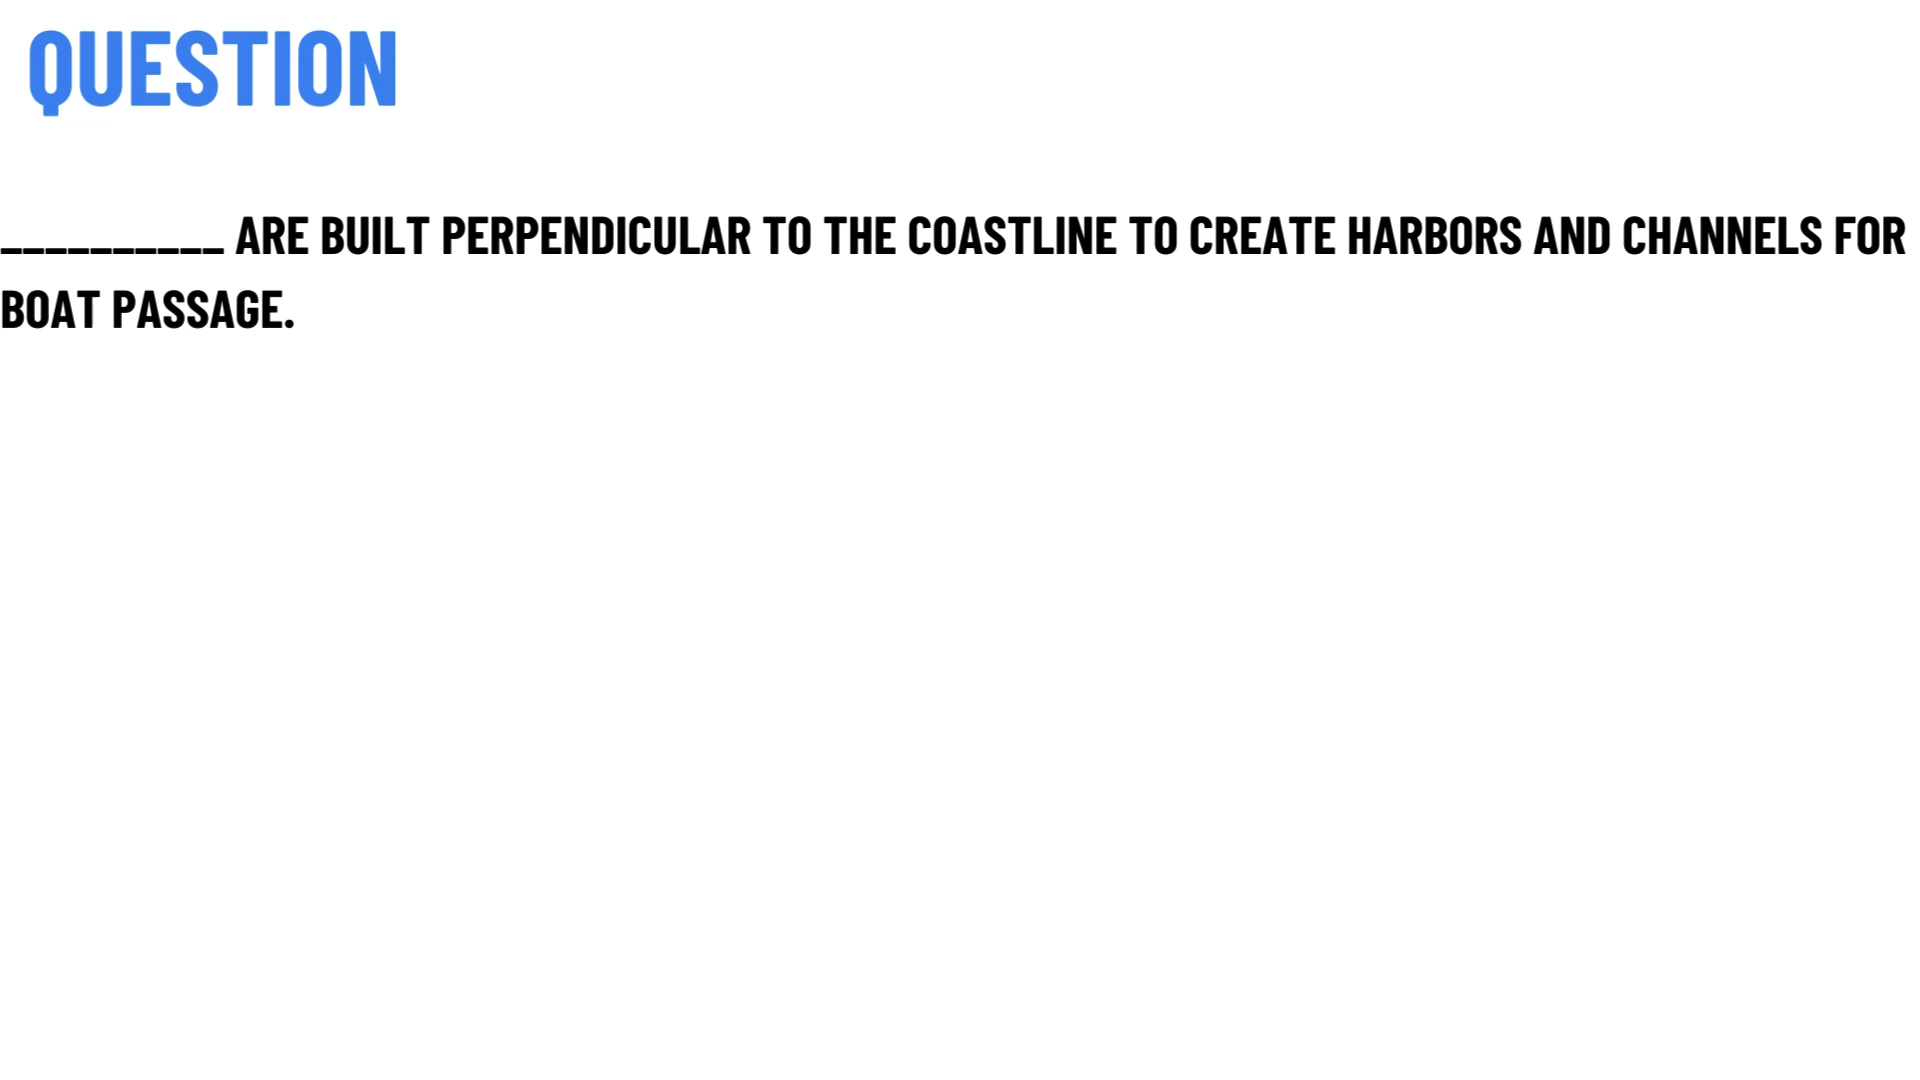 QUESTION
__________ ARE BUILT PERPENDICULAR TO THE COASTLINE TO CREATE HARBORS AND CHANNELS FOR
BOAT PASSAGE.